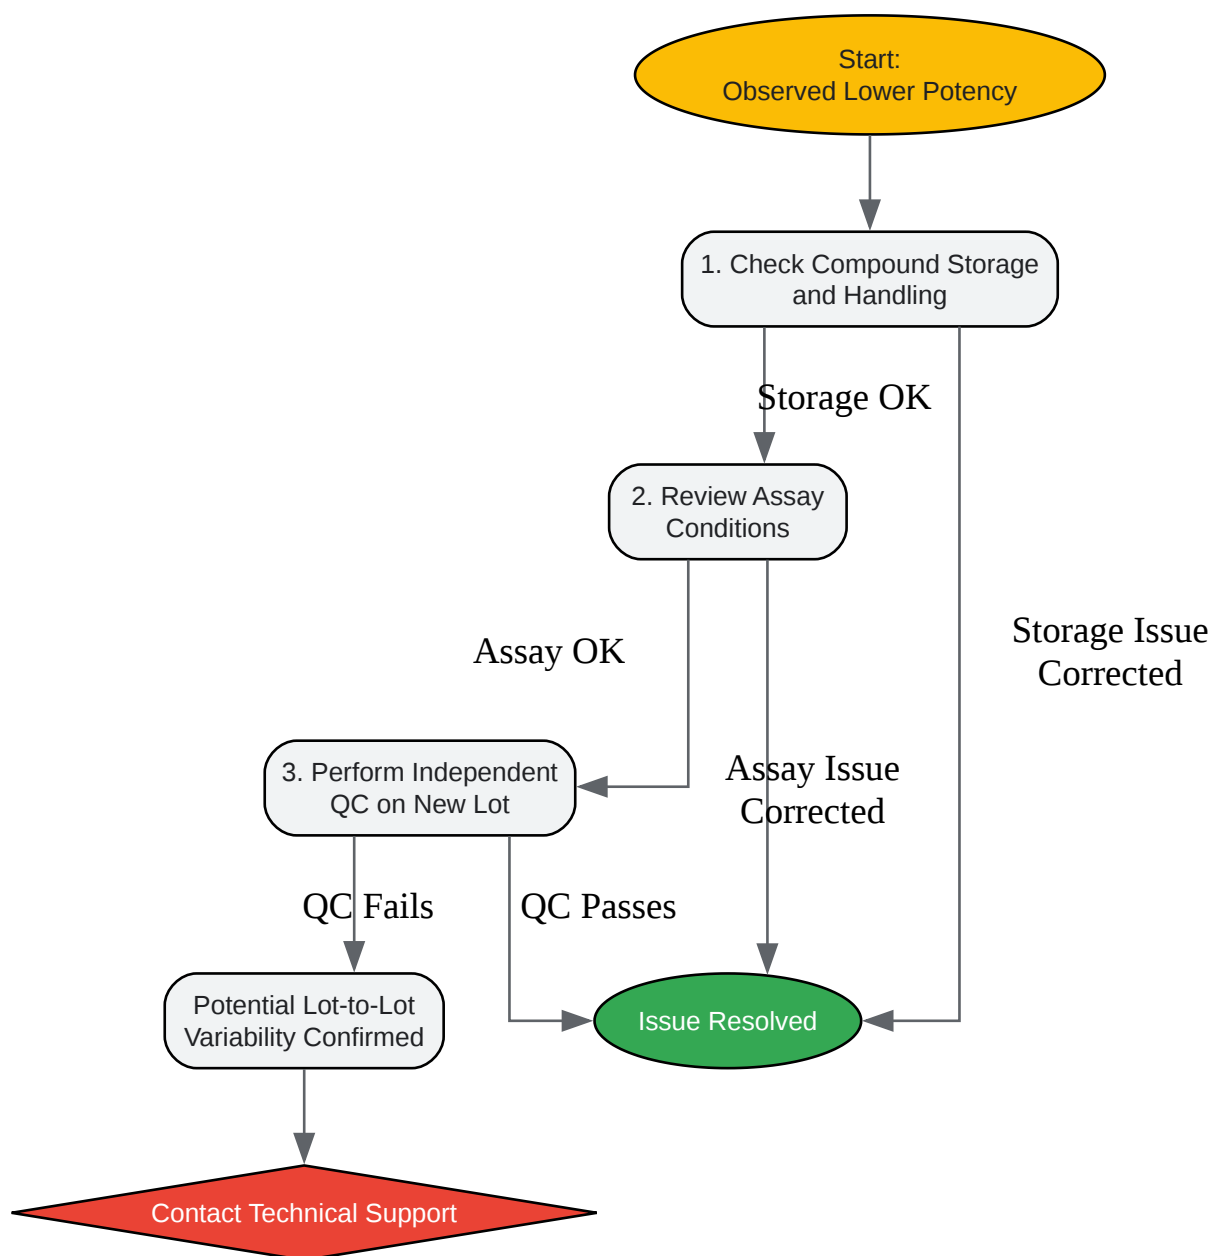 Start:
Observed Lower Potency
1. Check Compound Storage
and Handling
Storage OK
2. Review Assay
Conditions
Storage Issue
Corrected
Assay OK
3. Perform Independent
QC on New Lot
Assay Issue
Corrected
QC Fails
QC Passes
Potential Lot-to-Lot
Variability Confirmed
Issue Resolved
Contact Technical Support